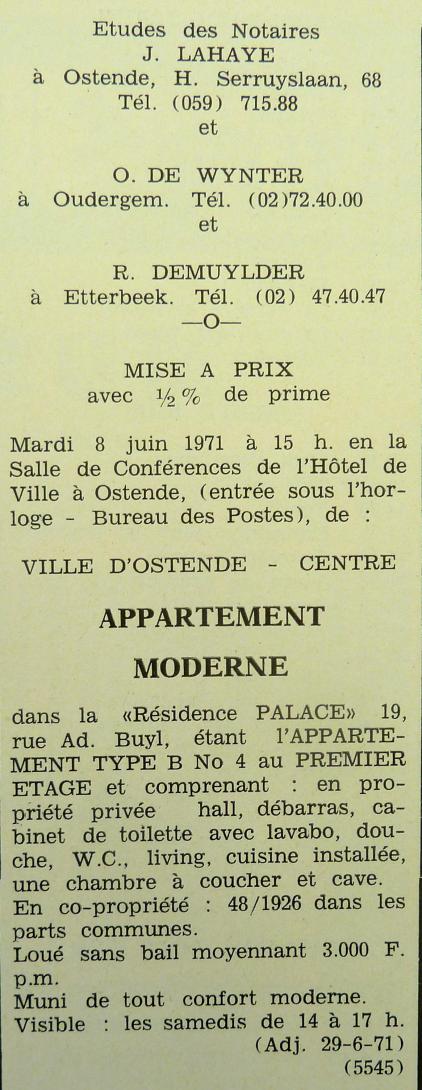 Etudes des Notaires
J. LAHAYE
à Ostende, H. Serruyslaan, 68
Tél. (059) 715.88
et
O. DE WYNTER
à Oudergem. Tél. (02)72.40.00
et
R. DEMUYLDER
à Etterbeek. Tél. (02) 47.40.47
—O—
MISE A PRIX
avec ½ % de prime
Mardi 8 juin 1971 à 15 h. en la
Salle de Conférences de l'Hôtel de
Ville à Ostende, (entrée sous l'hor-
loge - Bureau des Postes), de :
VILLE D'OSTENDE - CENTRE
APPARTEMENT
MODERNE
dans la «Résidence PALACE» 19,
rue Ad. Buyl, étant l'APPARTE-
MENT TYPE B No 4 au PREMIER
ETAGE et comprenant : en pro-
priété privée hall, débarras, ca-
binet de toilette avec lavabo, dou-
che, W.C., living, cuisine installée,
une chambre à coucher et cave.
En co-propriété : 48/1926 dans les
parts communes.
Loué sans bail moyennant 3.000 F.
p.m.
Muni de tout confort moderne.
Visible : les samedis de 14 à 17 h.
(Adj. 29-6-71)
(5545)